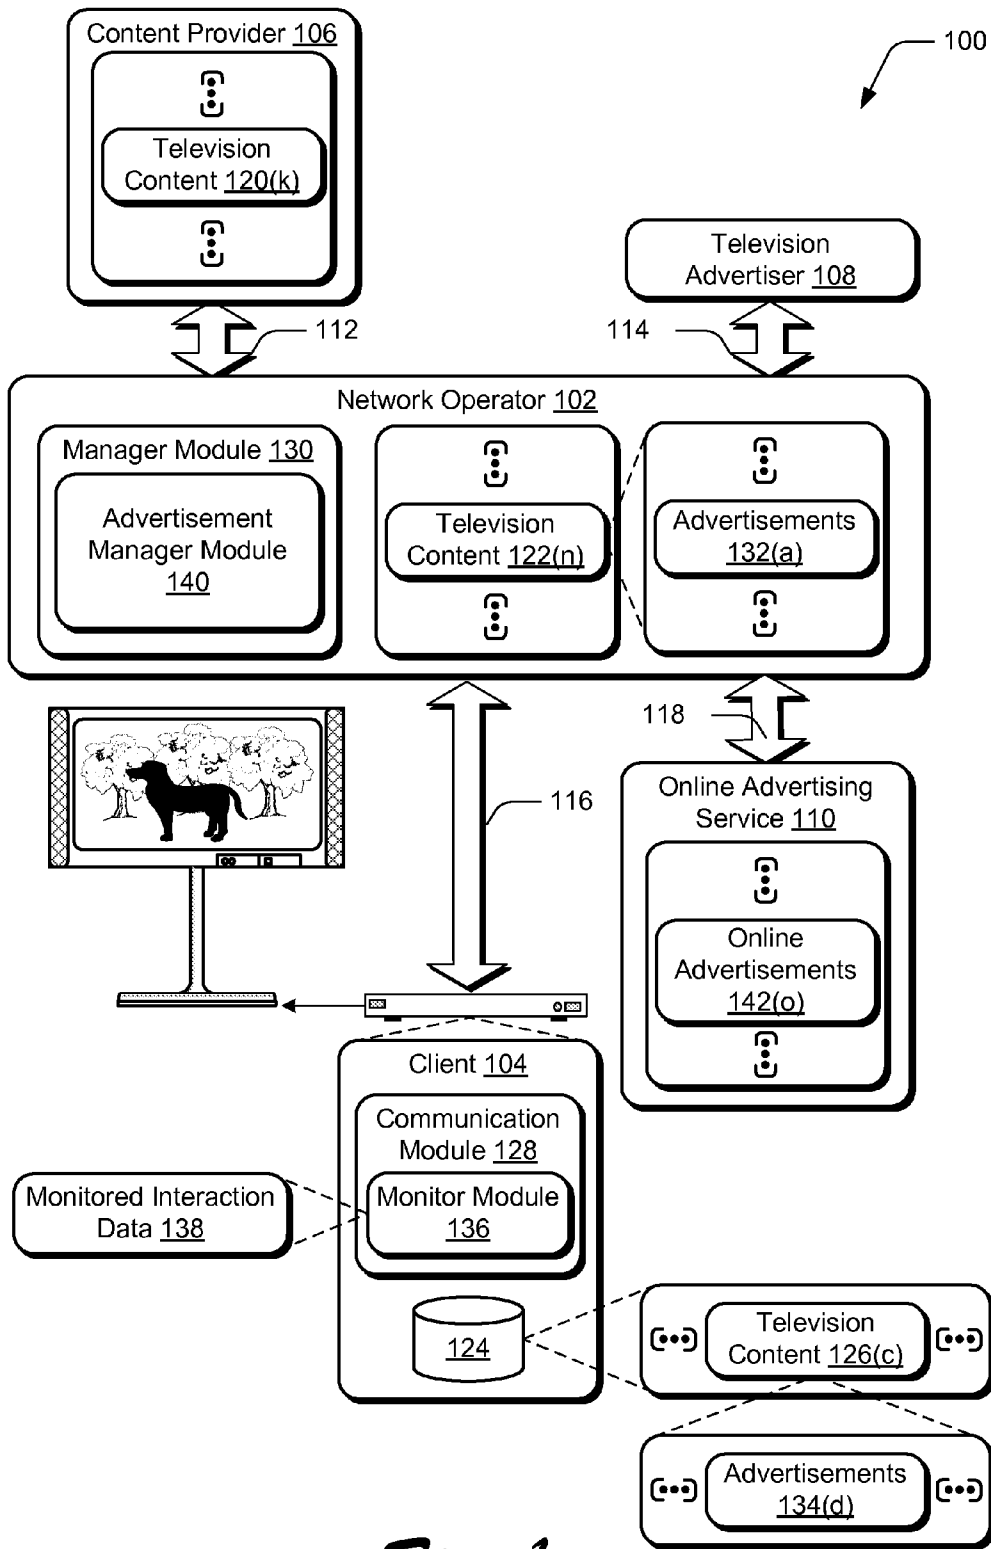 Content Provider 106
Television
Content 120(k)
100
Television
Advertiser 108
112
114
Network Operator 102
Manager Module 130
Advertisement
Manager Module
140
Television
Content 122(n)
Advertisements
132(a)
118
116
Online Advertising
Service 110
Online
Advertisements
142(o)
Client 104
Communication
Module 128
Monitor Module
136
Monitored Interaction
Data 138
124
Television
Content 126(c)
Advertisements
134(d)